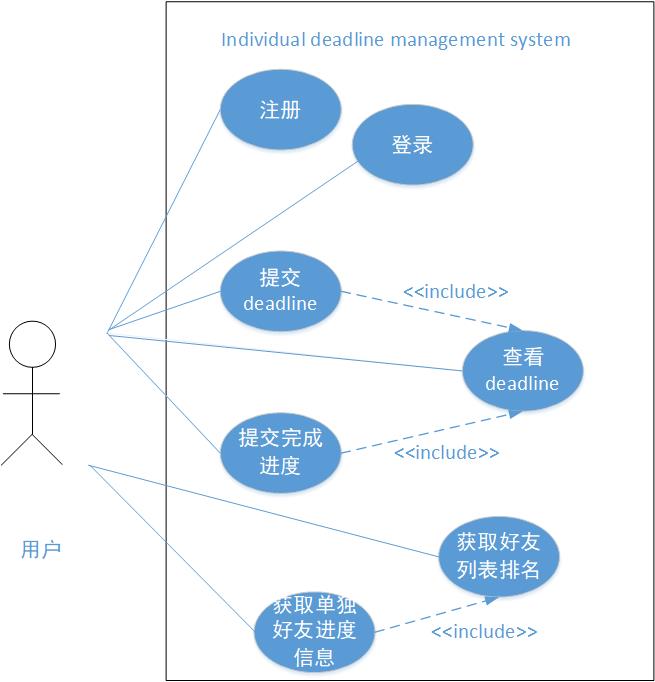 Individual deadline management system
注册
登录
提交
deadline
<<include>>
查看
deadline
提交完成
进度
<<include>>
用户
获取好友
列表排名
获取单独
好友进度
信息
<<include>>